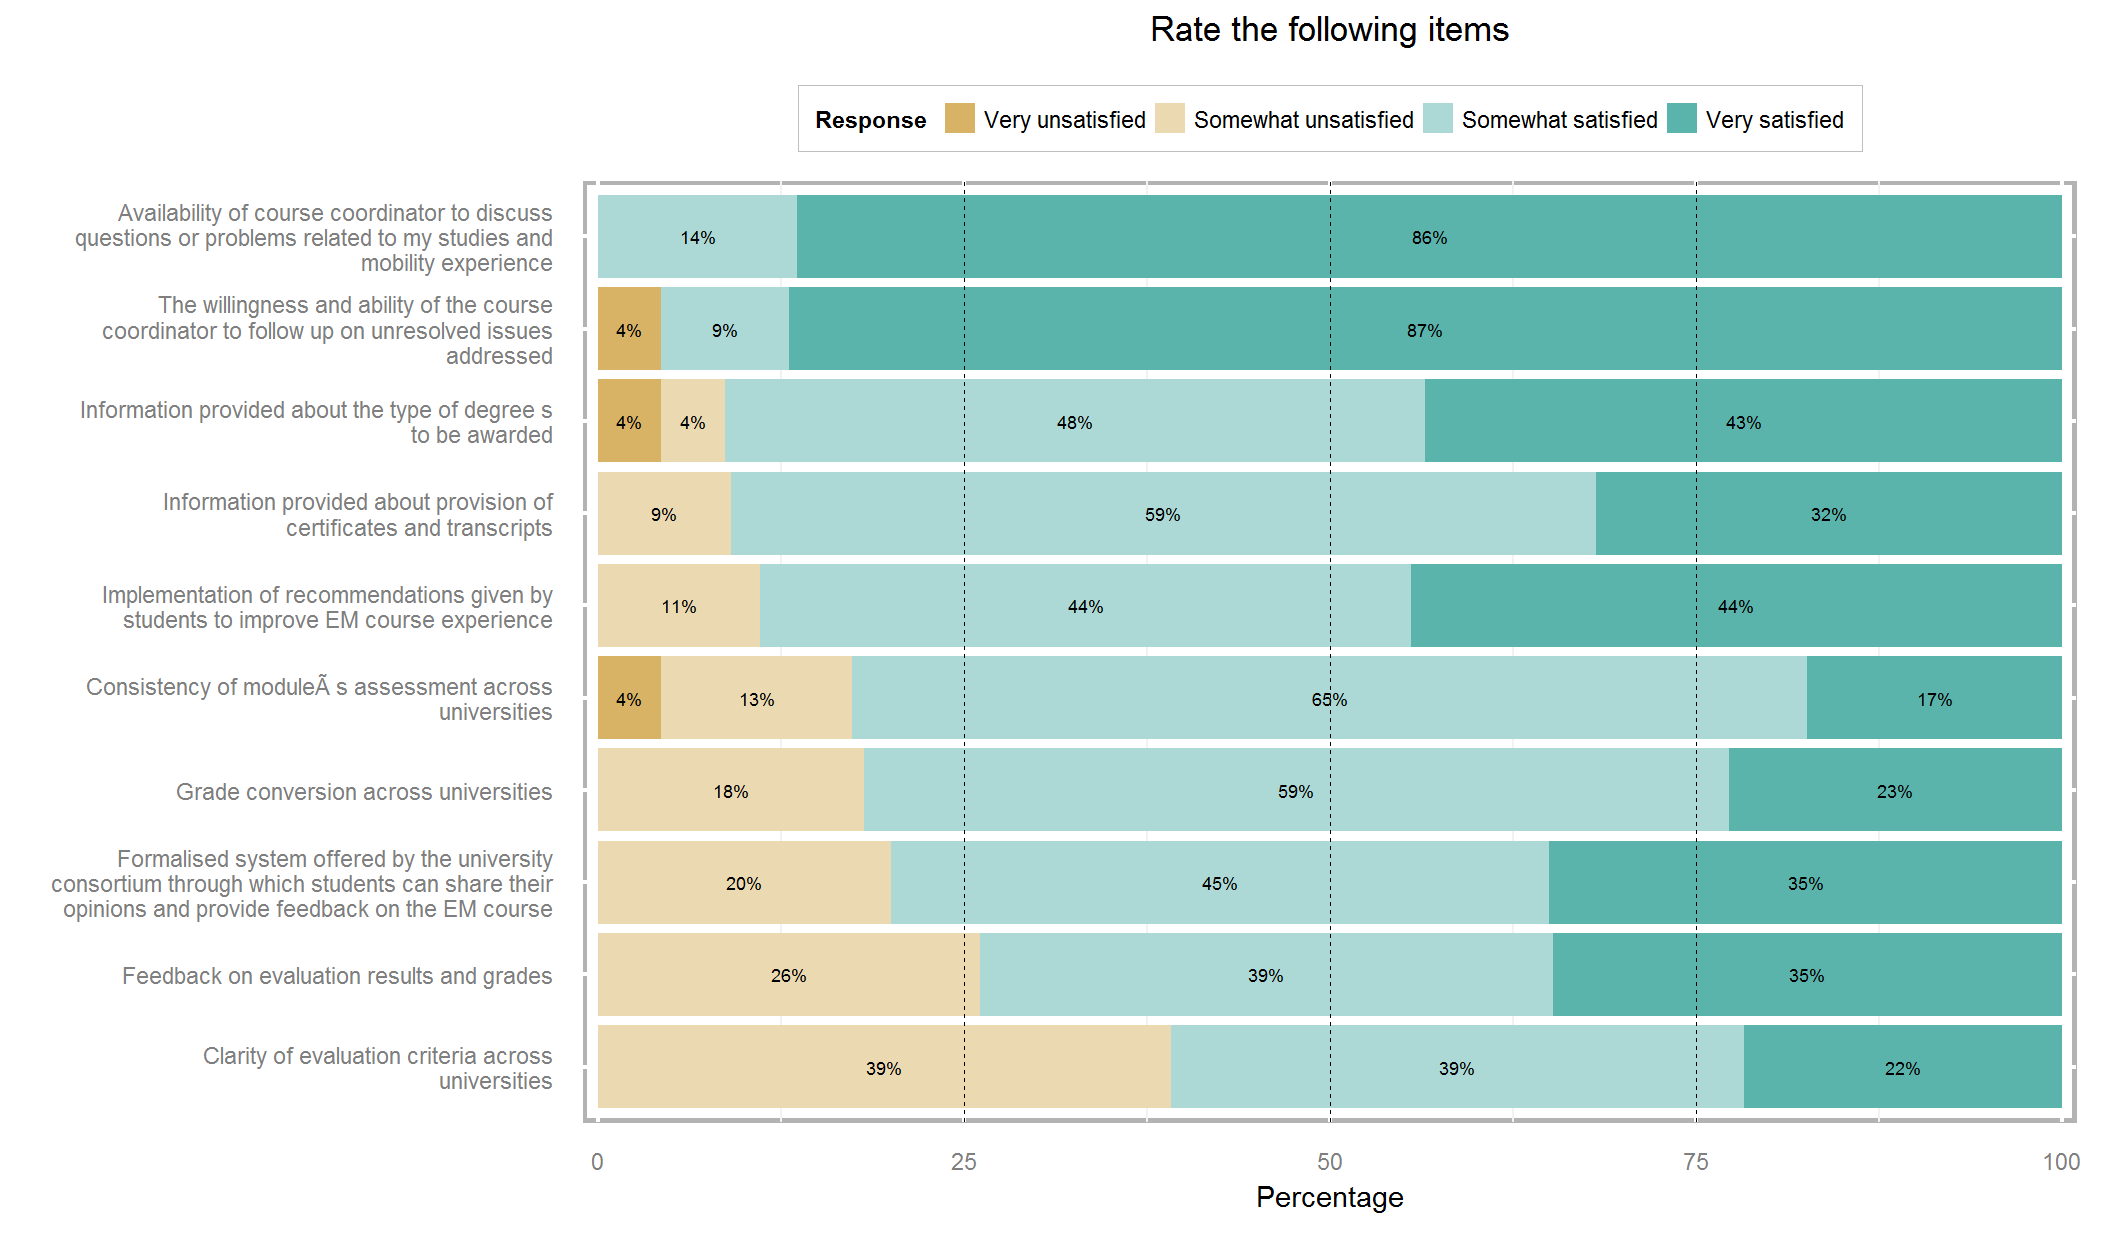 Rate the following items
Response Very unsatisfied Somewhat unsatisfied Somewhat satisfied Very satisfied
Availability of course coordinator to discuss
questions or problems related to my studies and
mobility experience
14% 86%
The willingness and ability of the course
coordinator to follow up on unresolved issues
addressed
4% 9% 87%
Information provided about the type of degree s
to be awarded
4% 4% 48% 43%
Information provided about provision of
certificates and transcripts
9% 59% 32%
Implementation of recommendations given by
students to improve EM course experience
11% 44% 44%
Consistency of moduleÃ s assessment across
universities
4% 13% 65% 17%
Grade conversion across universities
18% 59% 23%
Formalised system offered by the university
consortium through which students can share their
opinions and provide feedback on the EM course
20% 45% 35%
Feedback on evaluation results and grades
26% 39% 35%
Clarity of evaluation criteria across
universities
39% 39% 22%
0 25 50 75 100
Percentage